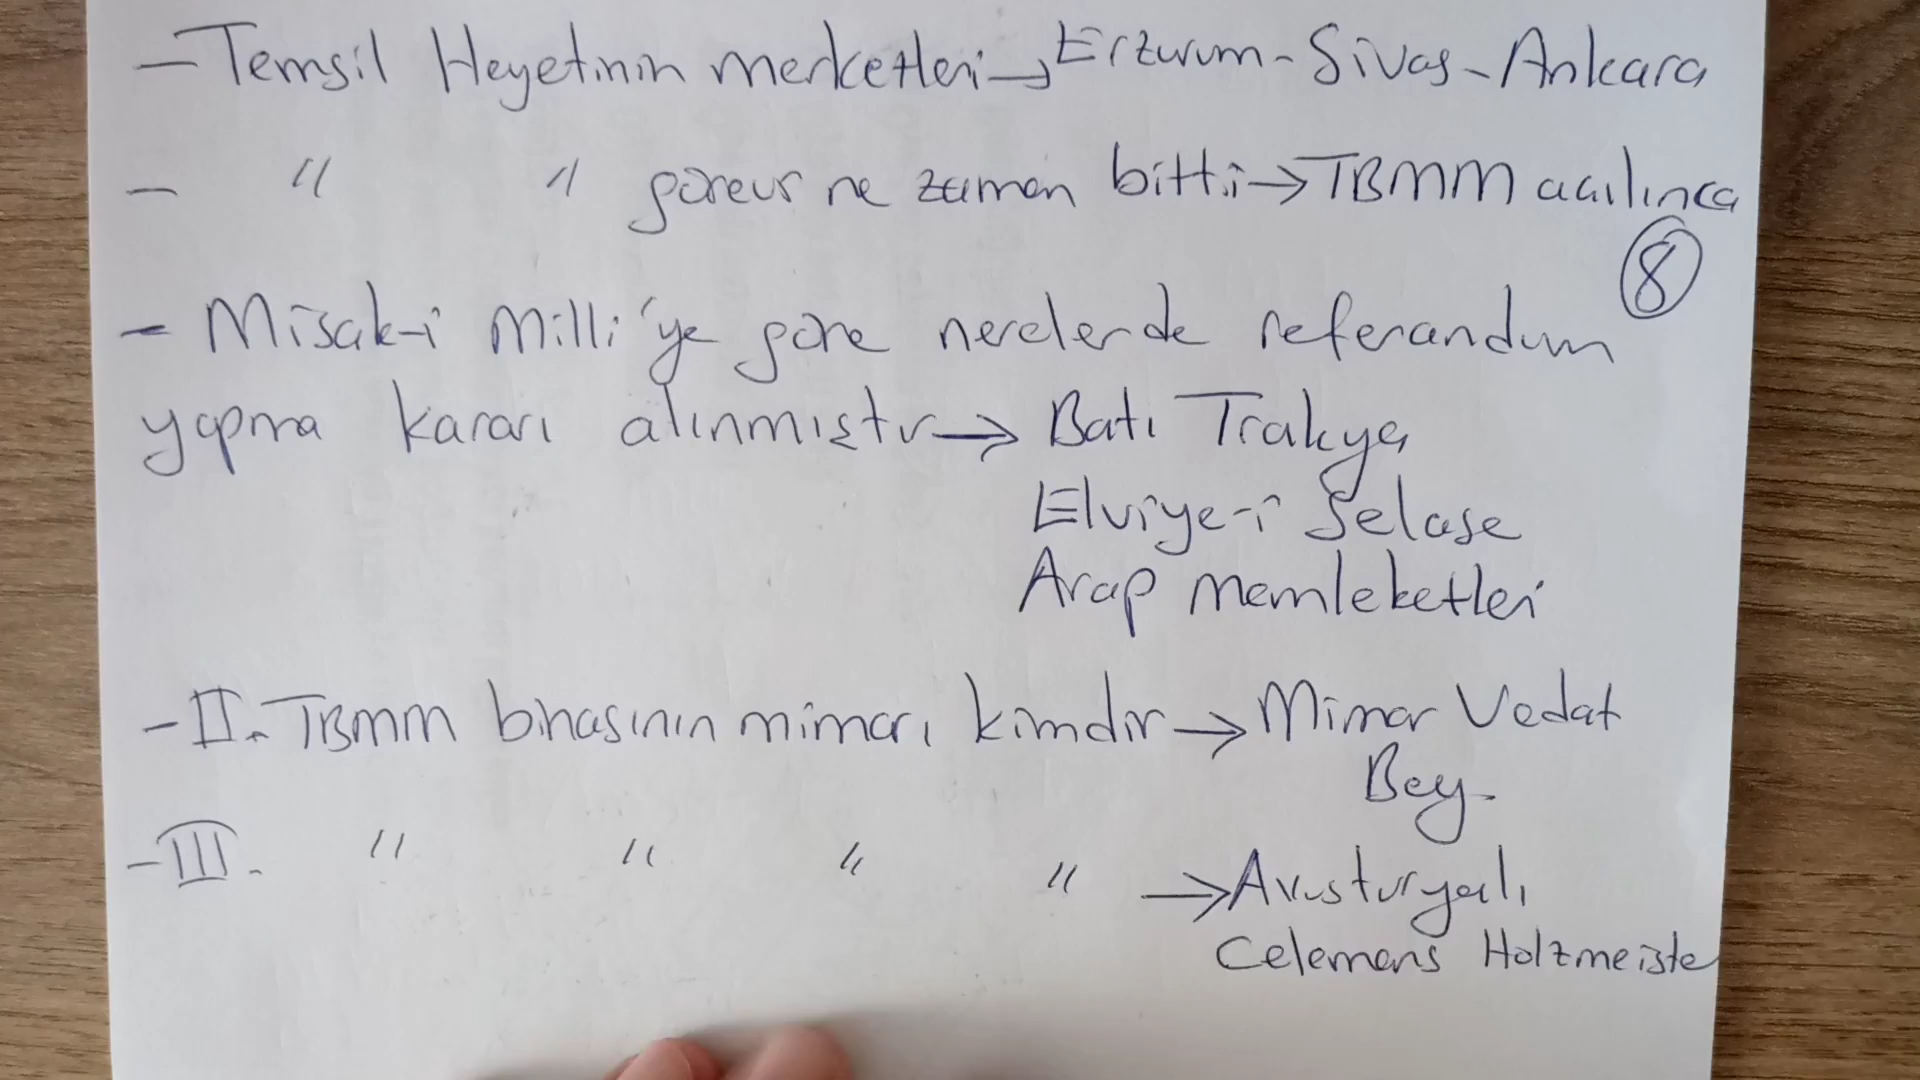 - Temsil Heyetinin merkezleri → Erzurum - Sivas - Ankara
- " " görevi ne zaman bitti → TBMM açılınca
8
- Misak-i Milli'ye göre nerelerde referandum
yapma kararı alınmıştır → Batı Trakya
Elviye-i Selase
Arap memleketleri
- II. TBMM binasının mimarı kimdir → Mimar Vedat
Bey
- III. " " " " → Avusturyalı
Celemens Holzmeiste